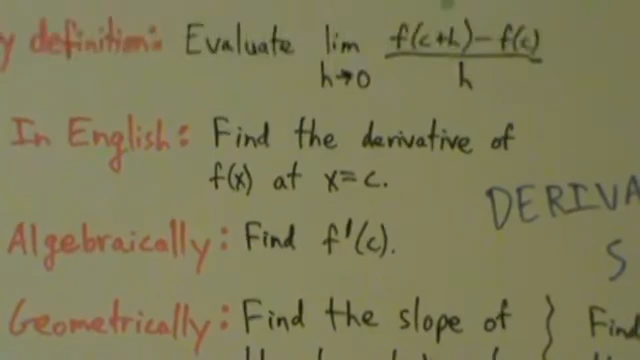 y definition: Evaluate lim h→0 f(c+h)-f(c) / h
In English: Find the derivative of
f(x) at x=c.
DERIVA
Algebraically: Find f'(c).
S
Geometrically: Find the slope of } Find